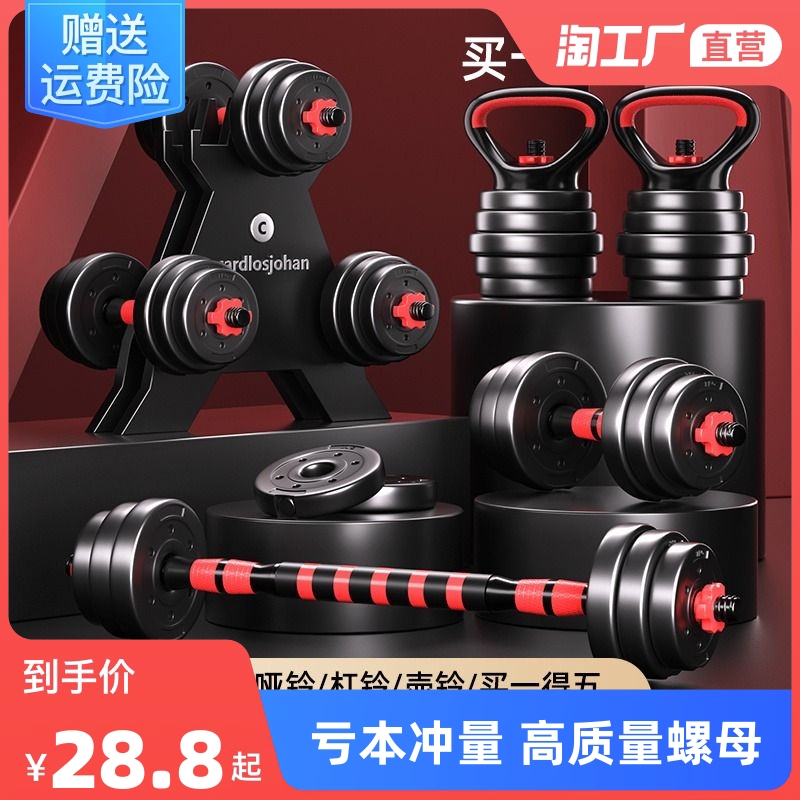 赠送
运费险
买一
淘工厂 直营
C
ardlosjohan
哑铃/杠铃/壶铃/买一得五
到手价
¥28.8起
亏本冲量 高质量螺母